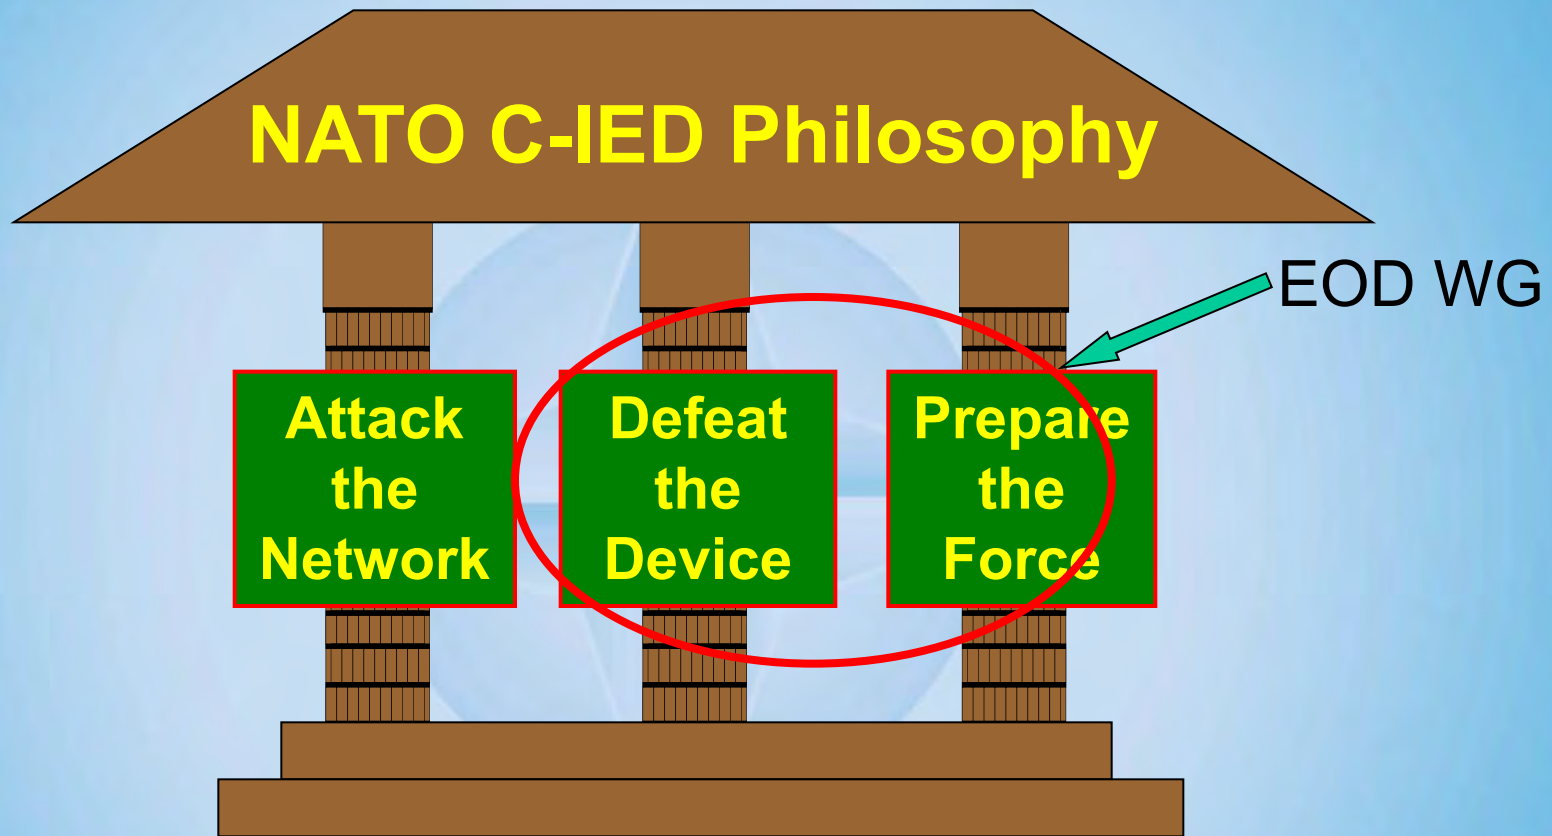 NATO C-IED Philosophy
EOD WG
Attack
the
Network
Defeat
the
Device
Prepare
the
Force